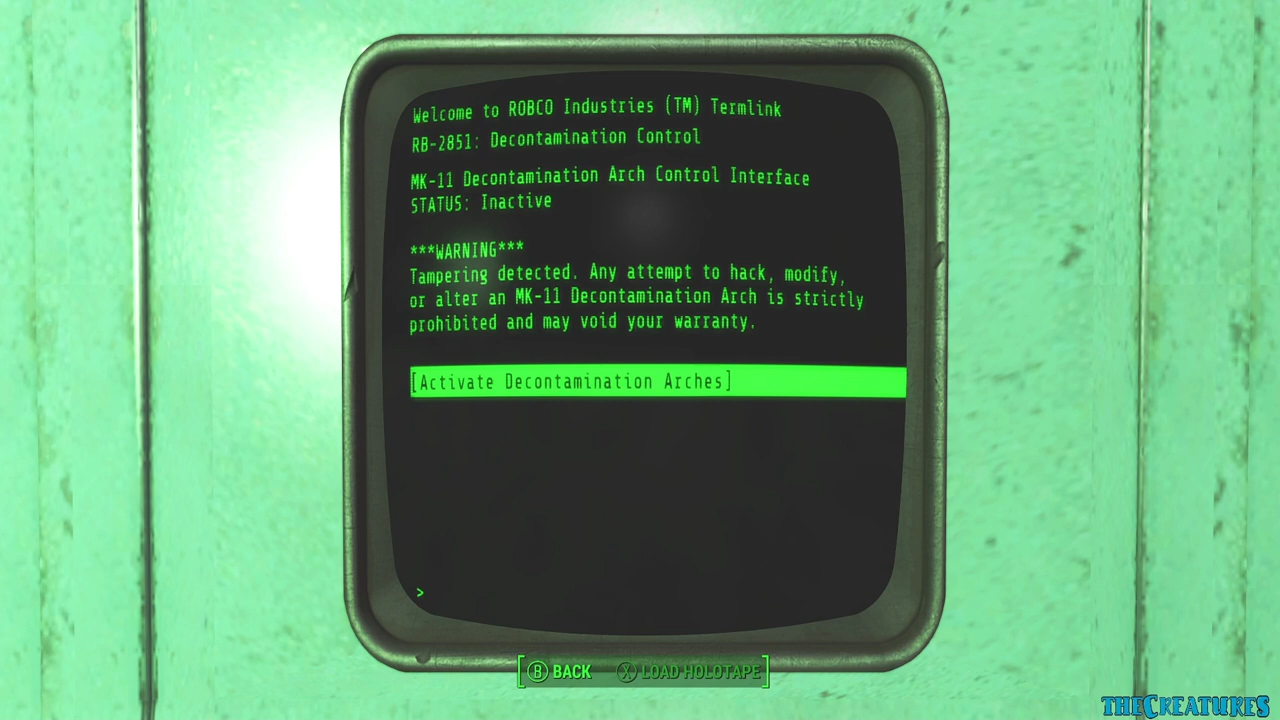 Welcome to ROBCO Industries (TM) Termlink
RB-2851: Decontamination Control
MK-11 Decontamination Arch Control Interface
STATUS: Inactive
***WARNING***
Tampering detected. Any attempt to hack, modify,
or alter an MK-11 Decontamination Arch is strictly
prohibited and may void your warranty.
[Activate Decontamination Arches]
>
B BACK X LOAD HOLOTAPE
THECREATURES